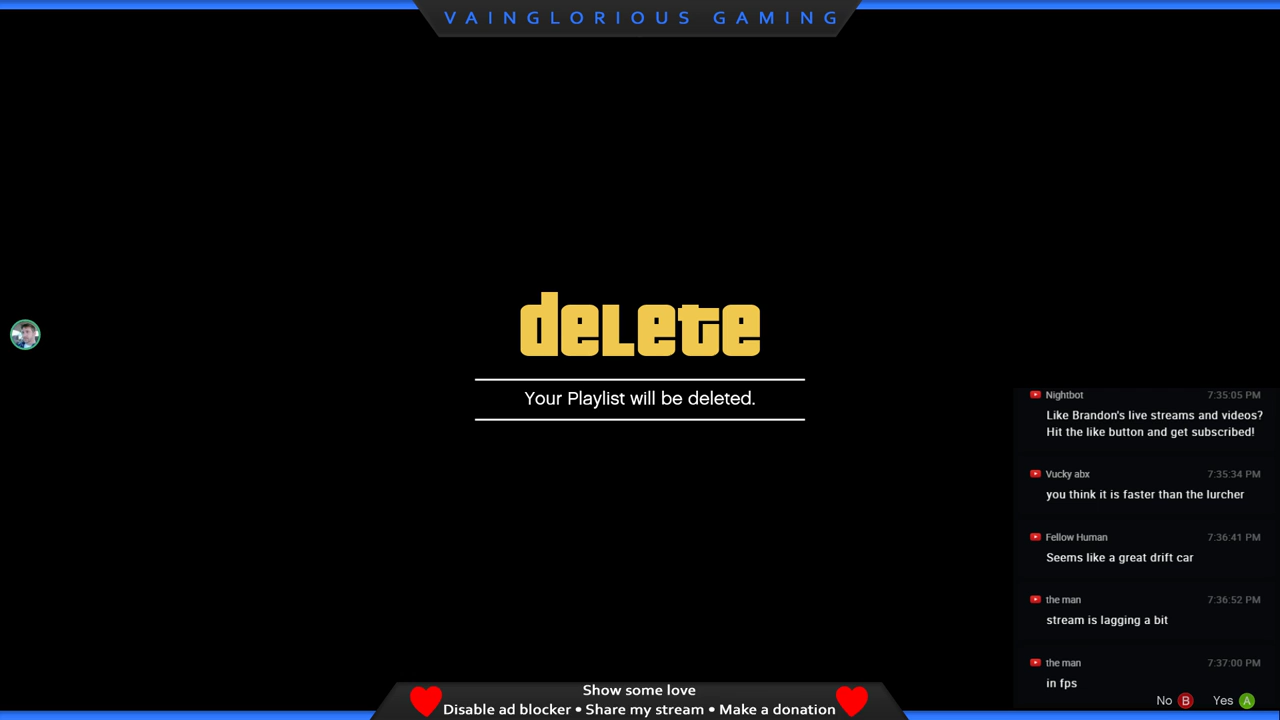 VAINGLORIOUS GAMING
delete
Your Playlist will be deleted.
Nightbot 7:35:05 PM
Like Brandon's live streams and videos?
Hit the like button and get subscribed!
Vucky abx 7:35:34 PM
you think it is faster than the lurcher
Fellow Human 7:36:41 PM
Seems like a great drift car
the man 7:36:52 PM
stream is lagging a bit
the man 7:37:00 PM
in fps
No B Yes A
Show some love
Disable ad blocker • Share my stream • Make a donation